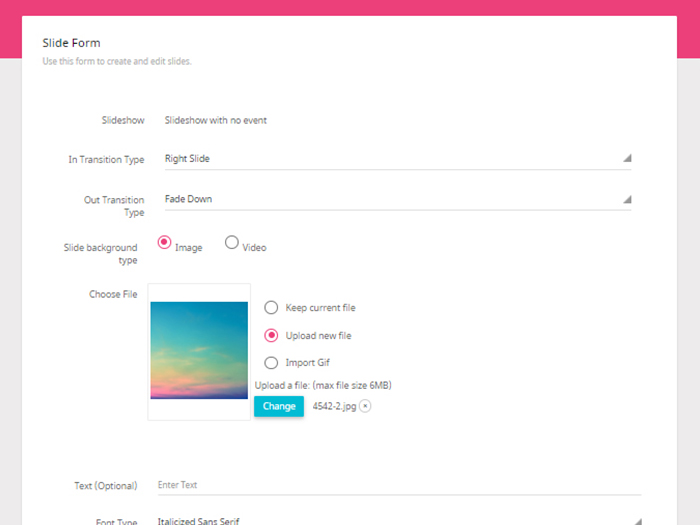 Slide Form
Use this form to create and edit slides.
Slideshow Slideshow with no event
In Transition Type Right Slide
Out Transition Type Fade Down
Slide background type Image Video
Choose File
Keep current file
Upload new file
Import Gif
Upload a file: (max file size 6MB)
Change 4542-2.jpg
Text (Optional) Enter Text
Font Type Italicized Sans Serif